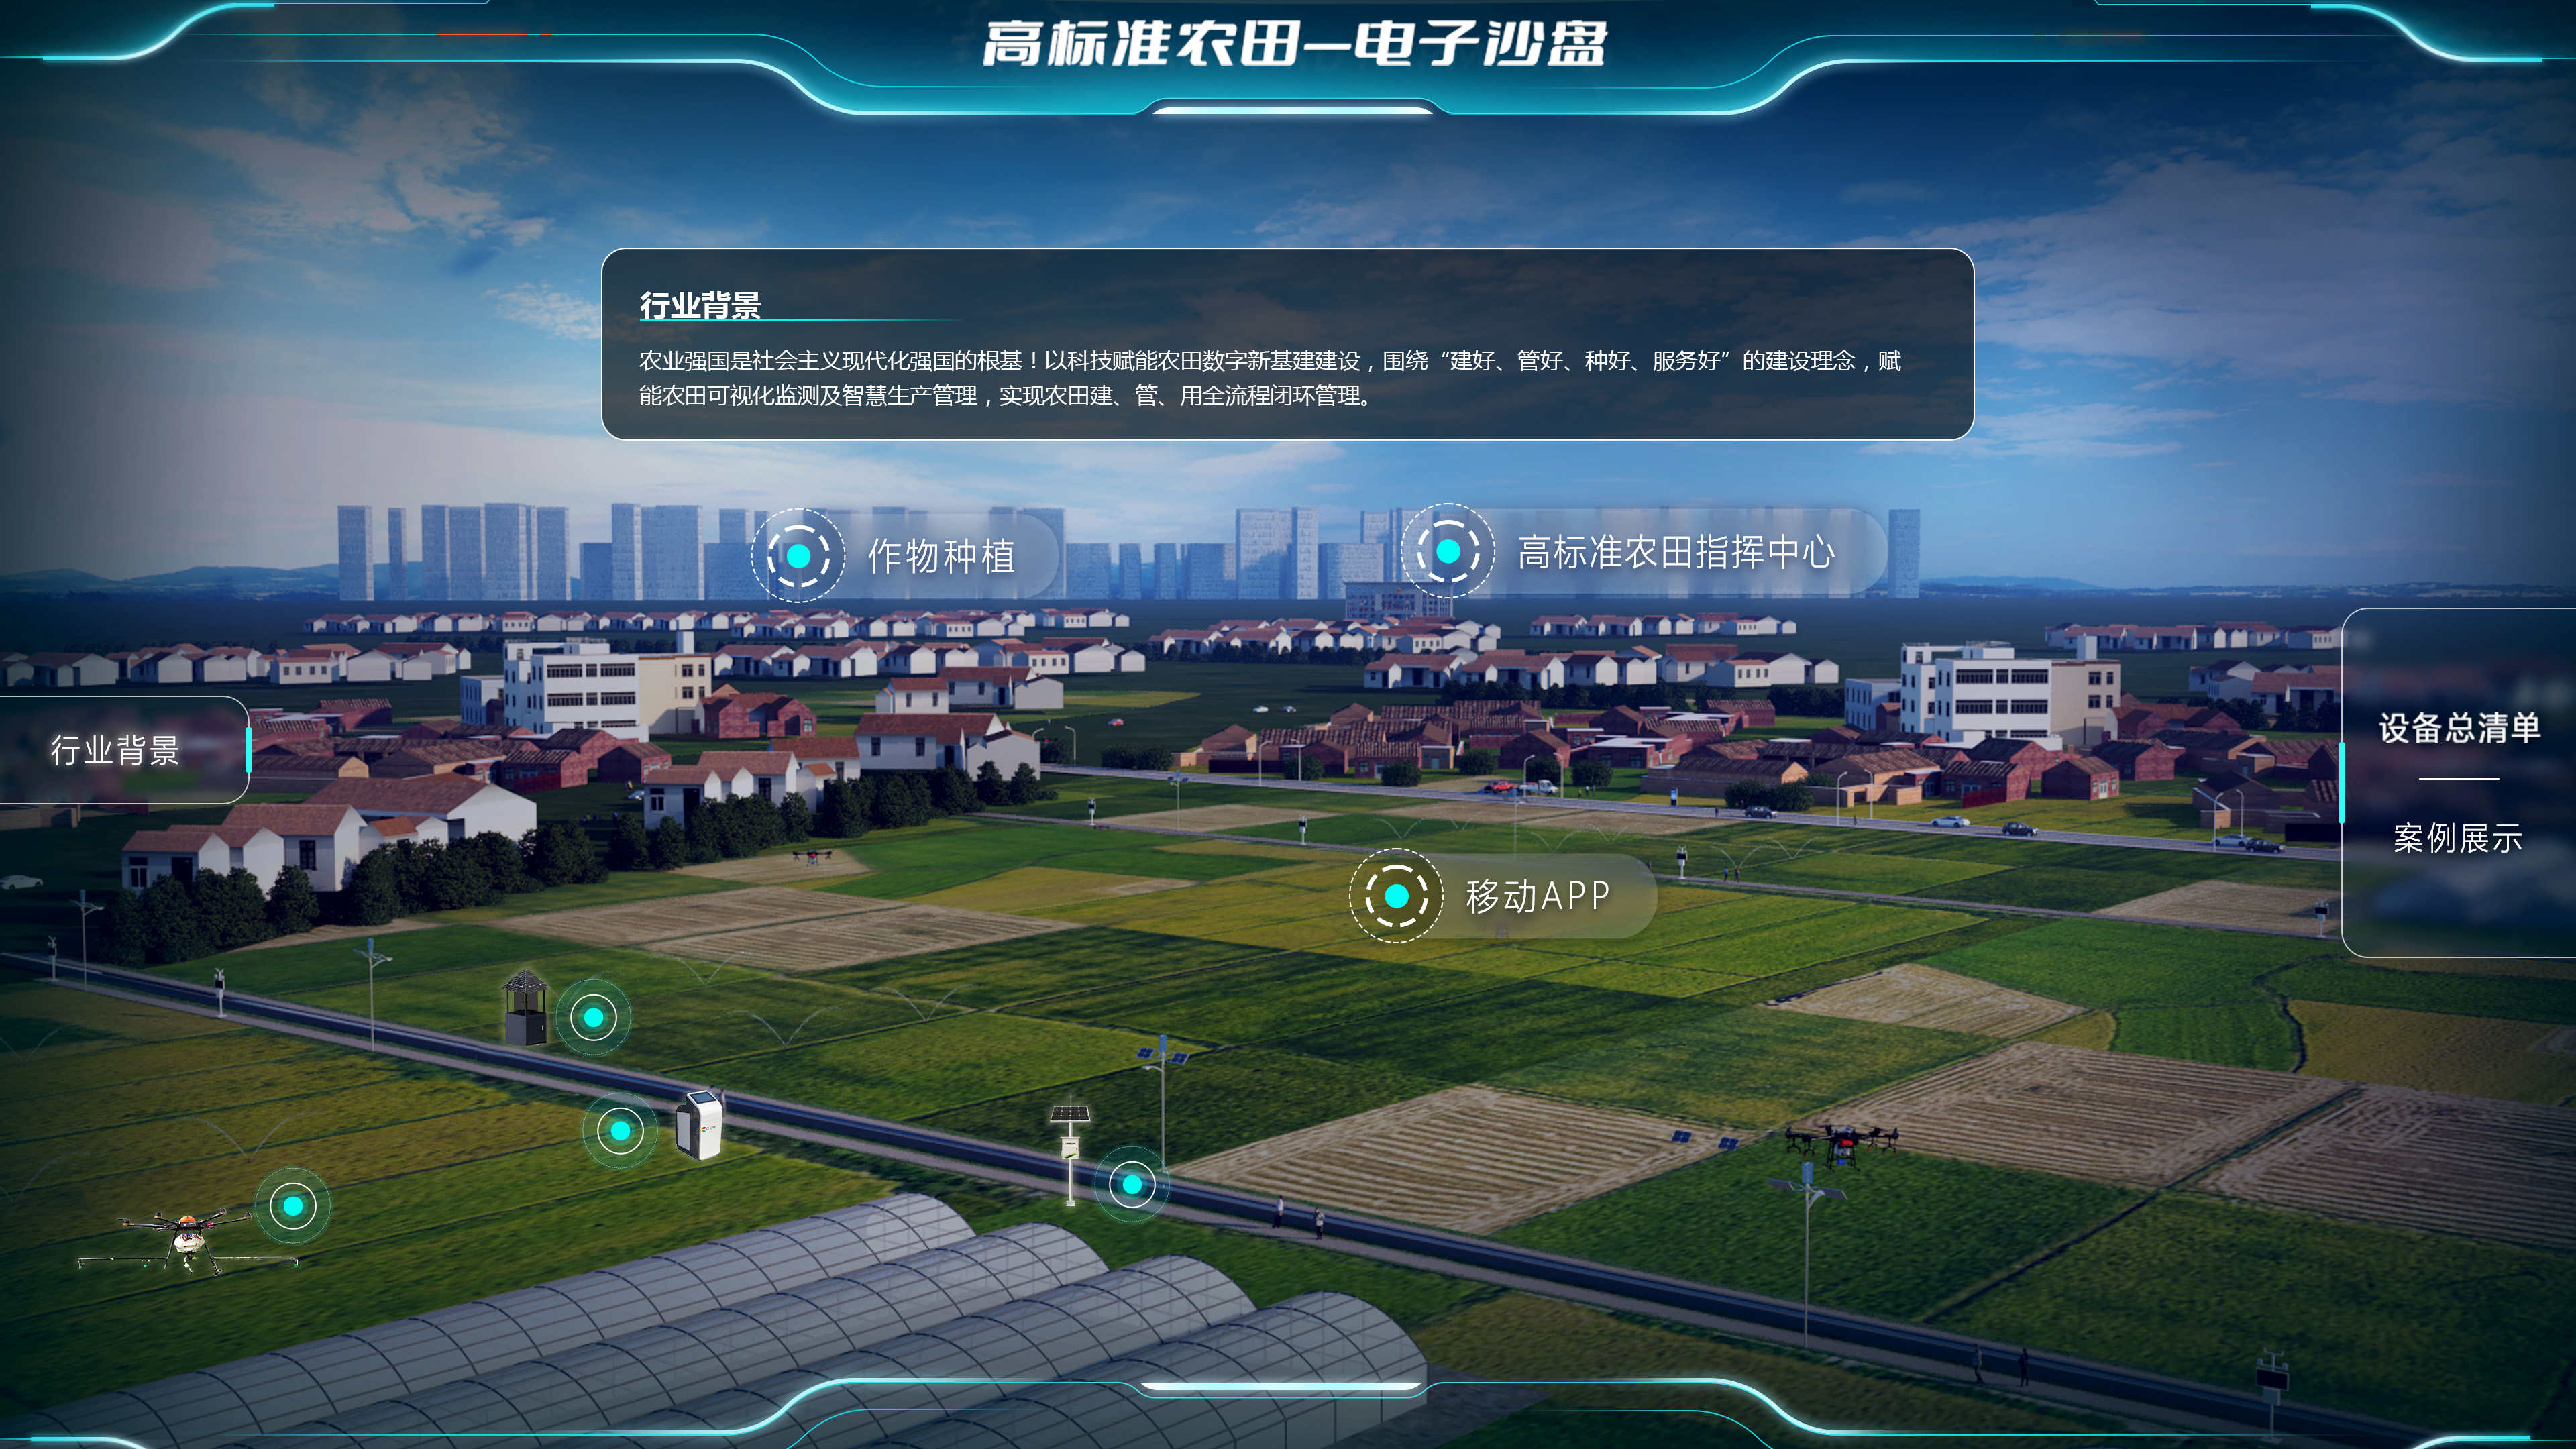 高标准农田—电子沙盘
行业背景
农业强国是社会主义现代化强国的根基！以科技赋能农田数字新基建建设，围绕“建好、管好、种好、服务好”的建设理念，赋
能农田可视化监测及智慧生产管理，实现农田建、管、用全流程闭环管理。
作物种植
高标准农田指挥中心
行业背景
设备总清单
案例展示
移动APP